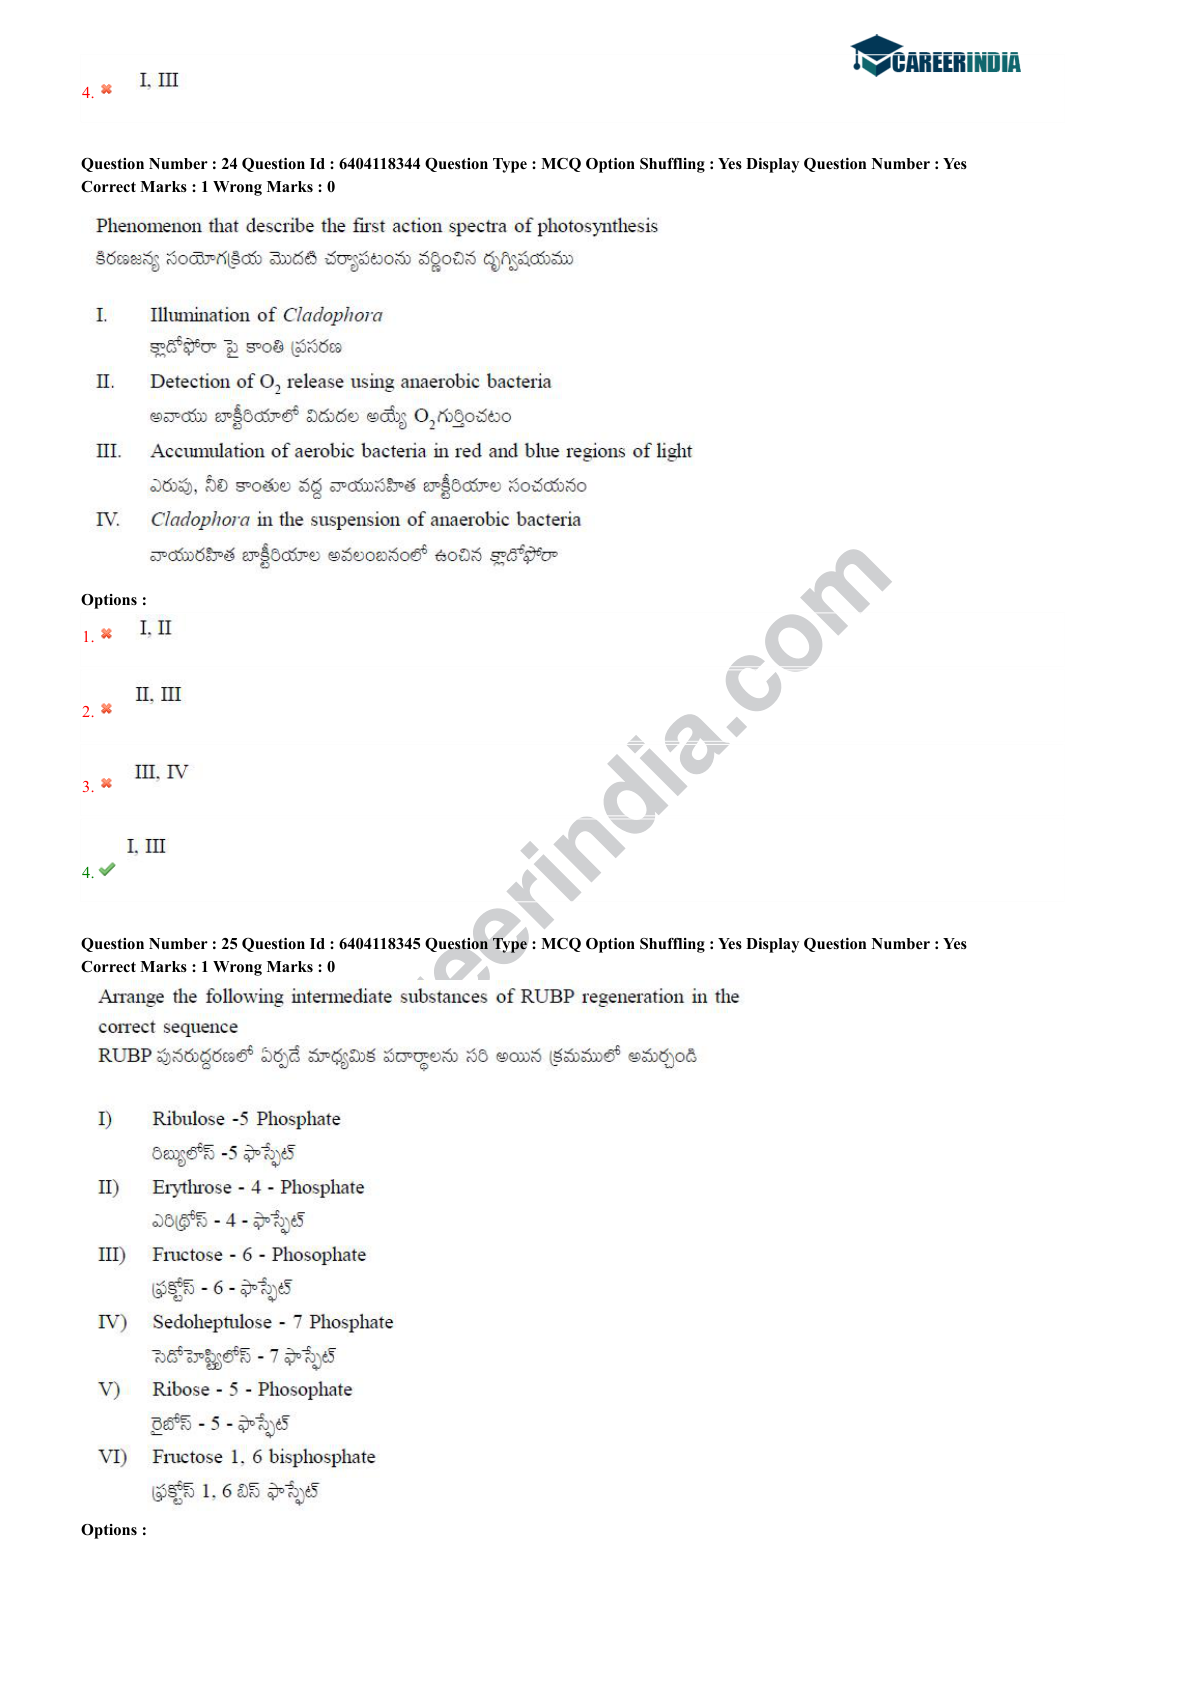 CAREERINDIA
I, III
4.
Question Number : 24 Question Id : 6404118344 Question Type : MCQ Option Shuffling : Yes Display Question Number : Yes
Correct Marks : 1 Wrong Marks : 0
Phenomenon that describe the first action spectra of photosynthesis
కిరణజన్య సంయోగక్రియ మొదటి చర్యాపటంను వర్ణించిన దృగ్విషయము
I. Illumination of Cladophora
క్లాడోఫోరా పై కాంతి ప్రసరణ
II. Detection of O2 release using anaerobic bacteria
అవాయు బాక్టీరియాలో విడుదల అయ్యే O2గుర్తించటం
III. Accumulation of aerobic bacteria in red and blue regions of light
ఎరుపు, నీలి కాంతుల వద్ద వాయుసహిత బాక్టీరియాల సంచయనం
IV. Cladophora in the suspension of anaerobic bacteria
వాయురహిత బాక్టీరియాల అవలంబనంలో ఉంచిన క్లాడోఫోరా
Options :
1. I, II
2. II, III
3. III, IV
4. I, III
Question Number : 25 Question Id : 6404118345 Question Type : MCQ Option Shuffling : Yes Display Question Number : Yes
Correct Marks : 1 Wrong Marks : 0
Arrange the following intermediate substances of RUBP regeneration in the
correct sequence
RUBP పునరుద్దరణలో ఏర్పడే మాధ్యమిక పదార్థాలను సరి అయిన క్రమములో అమర్చండి
I) Ribulose -5 Phosphate
రిబ్యులోస్ -5 ఫాస్ఫేట్
II) Erythrose - 4 - Phosphate
ఎరిథ్రోస్ - 4 - ఫాస్ఫేట్
III) Fructose - 6 - Phosophate
ఫ్రక్టోస్ - 6 - ఫాస్ఫేట్
IV) Sedoheptulose - 7 Phosphate
సెడోహెప్ట్యులోస్ - 7 ఫాస్ఫేట్
V) Ribose - 5 - Phosophate
రైబోస్ - 5 - ఫాస్ఫేట్
VI) Fructose 1, 6 bisphosphate
ఫ్రక్టోస్ 1, 6 బిస్ ఫాస్ఫేట్
Options :